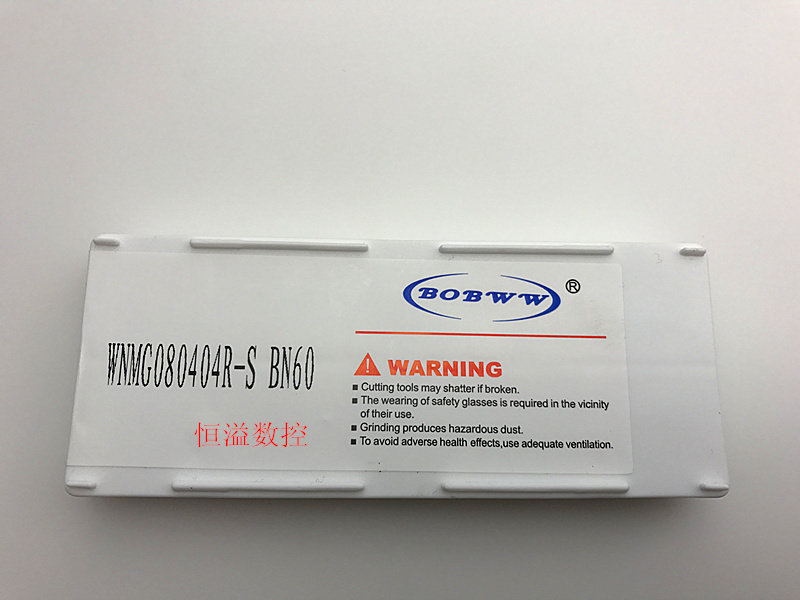 BOBWW®
WNMG080404R-S BN60
恒溢数控
WARNING
■ Cutting tools may shatter if broken.
■ The wearing of safety glasses is required in the vicinity
of their use.
■ Grinding produces hazardous dust.
■ To avoid adverse health effects,use adequate ventilation.